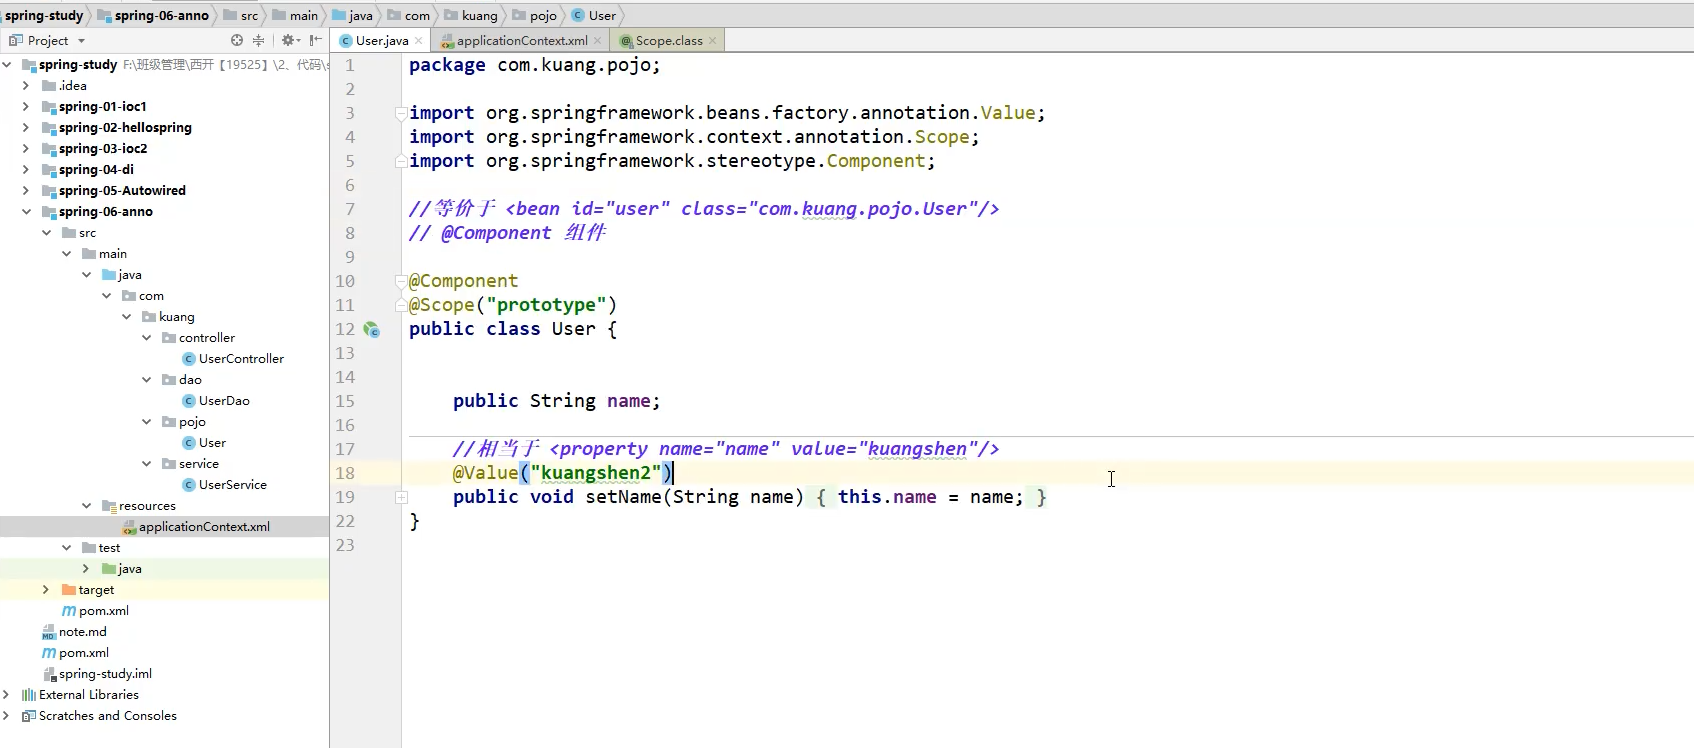 spring-study spring-06-anno src main java com kuang pojo User
Project
User.java applicationContext.xml Scope.class
spring-study F:\班级管理\西开【19525】\2、代码\s
.idea
spring-01-ioc1
spring-02-hellospring
spring-03-ioc2
spring-04-di
spring-05-Autowired
spring-06-anno
src
main
java
com
kuang
controller
UserController
dao
UserDao
pojo
User
service
UserService
resources
applicationContext.xml
test
java
target
pom.xml
note.md
pom.xml
spring-study.iml
External Libraries
Scratches and Consoles
1 package com.kuang.pojo;
2
3 import org.springframework.beans.factory.annotation.Value;
4 import org.springframework.context.annotation.Scope;
5 import org.springframework.stereotype.Component;
6
7 //等价于 <bean id="user" class="com.kuang.pojo.User"/>
8 // @Component 组件
9
10 @Component
11 @Scope("prototype")
12 public class User {
13
14
15 public String name;
16
17 //相当于 <property name="name" value="kuangshen"/>
18 @Value("kuangshen2")
19 public void setName(String name) { this.name = name; }
22 }
23